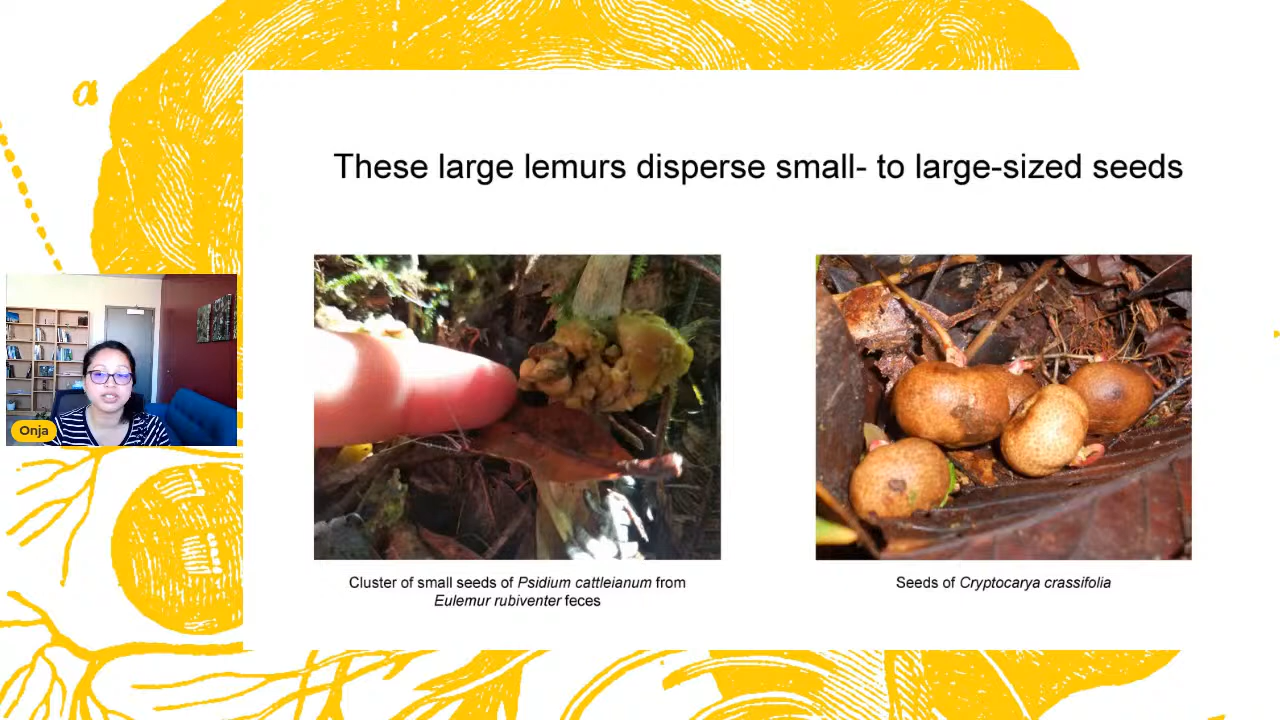 a
These large lemurs disperse small- to large-sized seeds
Onja
Cluster of small seeds of Psidium cattleianum from
Eulemur rubiventer feces
Seeds of Cryptocarya crassifolia